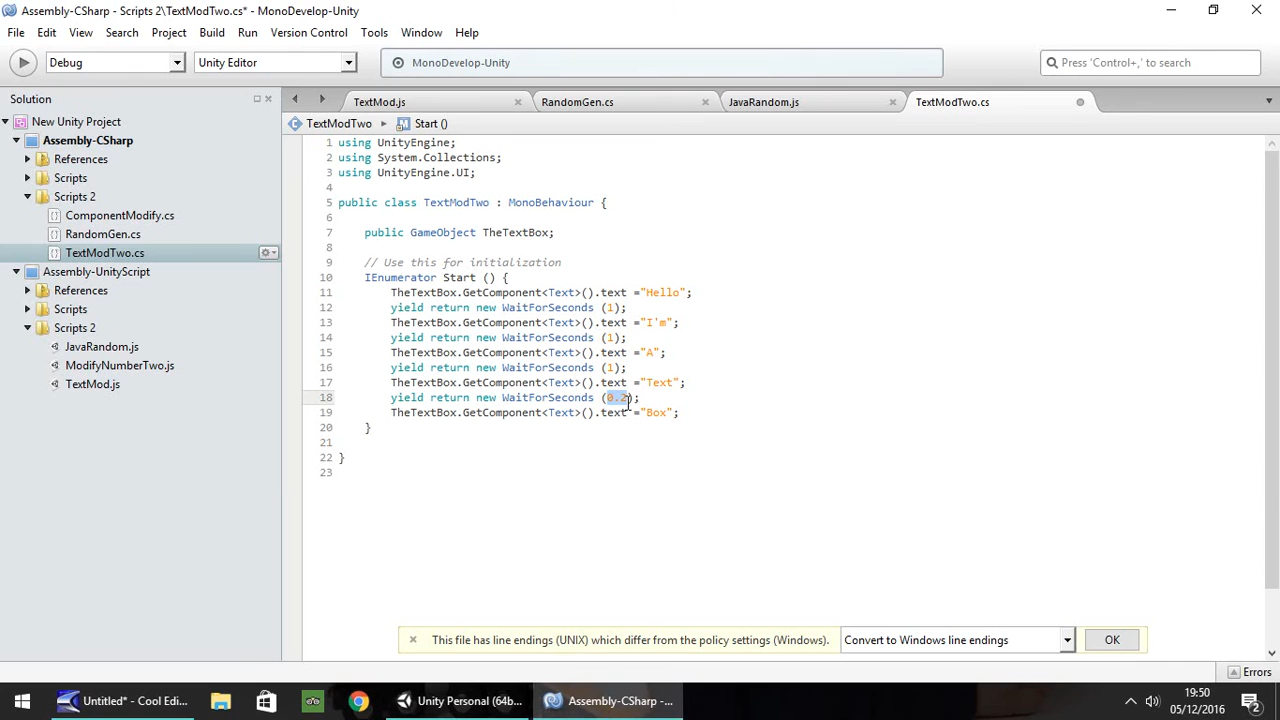 Assembly-CSharp - Scripts 2\TextModTwo.cs* - MonoDevelop-Unity
File Edit View Search Project Build Run Version Control Tools Window Help
Debug Unity Editor MonoDevelop-Unity Press 'Control+,' to search
Solution TextMod.js RandomGen.cs JavaRandom.js TextModTwo.cs
New Unity Project
Assembly-CSharp
References
Scripts
Scripts 2
ComponentModify.cs
RandomGen.cs
TextModTwo.cs
Assembly-UnityScript
References
Scripts
Scripts 2
JavaRandom.js
ModifyNumberTwo.js
TextMod.js
TextModTwo Start ()
1 using UnityEngine;
2 using System.Collections;
3 using UnityEngine.UI;
4
5 public class TextModTwo : MonoBehaviour {
6
7 public GameObject TheTextBox;
8
9 // Use this for initialization
10 IEnumerator Start () {
11 TheTextBox.GetComponent<Text>().text ="Hello";
12 yield return new WaitForSeconds (1);
13 TheTextBox.GetComponent<Text>().text ="I'm";
14 yield return new WaitForSeconds (1);
15 TheTextBox.GetComponent<Text>().text ="A";
16 yield return new WaitForSeconds (1);
17 TheTextBox.GetComponent<Text>().text ="Text";
18 yield return new WaitForSeconds (0.2);
19 TheTextBox.GetComponent<Text>().text ="Box";
20 }
21
22 }
23
This file has line endings (UNIX) which differ from the policy settings (Windows). Convert to Windows line endings OK
Errors
Untitled* - Cool Edi... Unity Personal (64b... Assembly-CSharp -... 19:50
05/12/2016 2